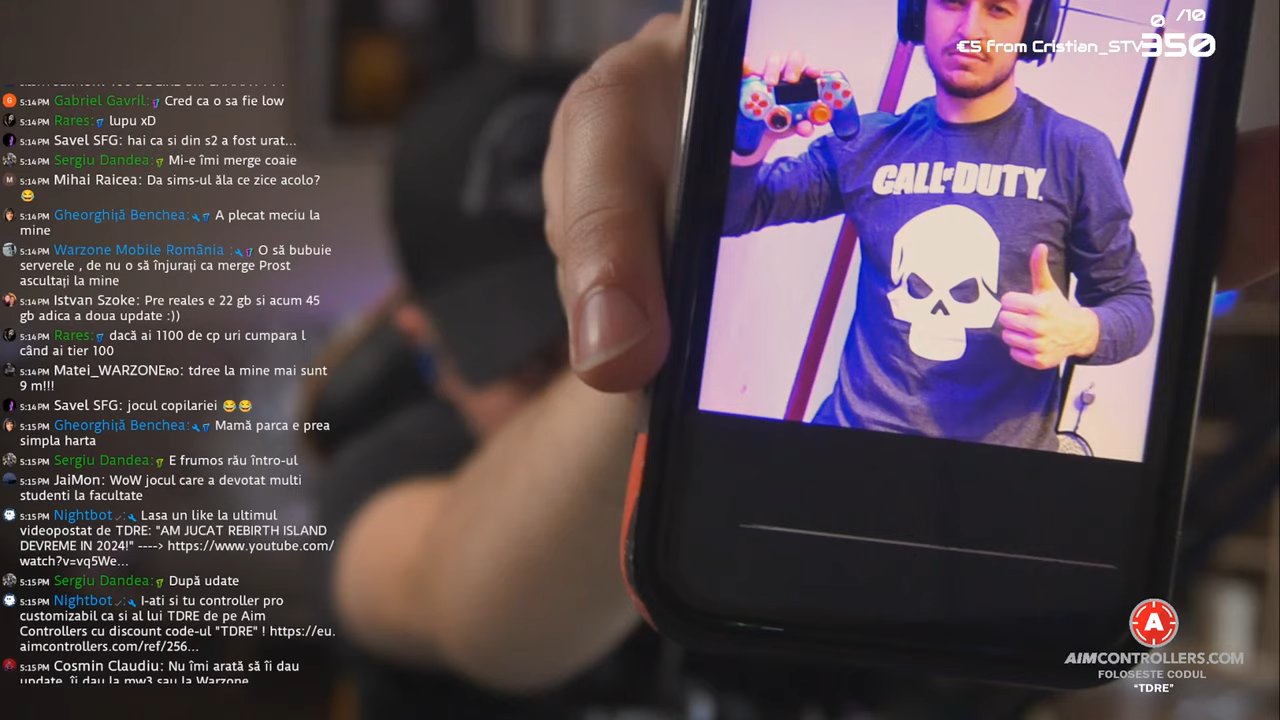 5:14 PM Gabriel Gavril: Cred ca o sa fie low
5:14 PM Rares: lupu xD
5:14 PM Savel SFG: hai ca si din s2 a fost urat...
5:14 PM Sergiu Dandea: Mi-e îmi merge coaie
M 5:14 PM Mihai Raicea: Da sims-ul ăla ce zice acolo?
😂
5:14 PM Gheorghiță Benchea: A plecat meciu la
mine
5:14 PM Warzone Mobile România : O să bubuie
serverele , de nu o să înjurați ca merge Prost
ascultați la mine
5:14 PM Istvan Szoke: Pre reales e 22 gb si acum 45
gb adica a doua update :))
5:14 PM Rares: dacă ai 1100 de cp uri cumpara l
când ai tier 100
5:14 PM Matei_WARZONERO: tdree la mine mai sunt
9 m!!!
5:14 PM Savel SFG: jocul copilariei 😂😂
5:15 PM Gheorghiță Benchea: Mamă parca e prea
simpla harta
5:15 PM Sergiu Dandea: E frumos rău într-ul
5:15 PM JaiMon: WoW jocul care a devotat multi
studenti la facultate
5:15 PM Nightbot : Lasa un like la ultimul
videopostat de TDRE: "AM JUCAT REBIRTH ISLAND
DEVREME IN 2024!" ----> https://www.youtube.com/
watch?v=vq5We...
5:15 PM Sergiu Dandea: După udate
5:15 PM Nightbot : I-ati si tu controller pro
customizabil ca si al lui TDRE de pe Aim
Controllers cu discount code-ul "TDRE" ! https://eu.
aimcontrollers.com/ref/256...
5:15 PM Cosmin Claudiu: Nu îmi arată să îi dau
update, îi dau la mw3 sau la Warzone
0 /10
€5 from Cristian_STV
350
CALL OF DUTY
A
AIMCONTROLLERS.COM
FOLOSESTE CODUL
"TDRE"